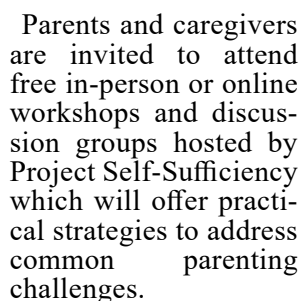 Parents and caregivers
are invited to attend
free in-person or online
workshops and discus-
sion groups hosted by
Project Self-Sufficiency
which will offer practi-
cal strategies to address
common parenting
challenges.